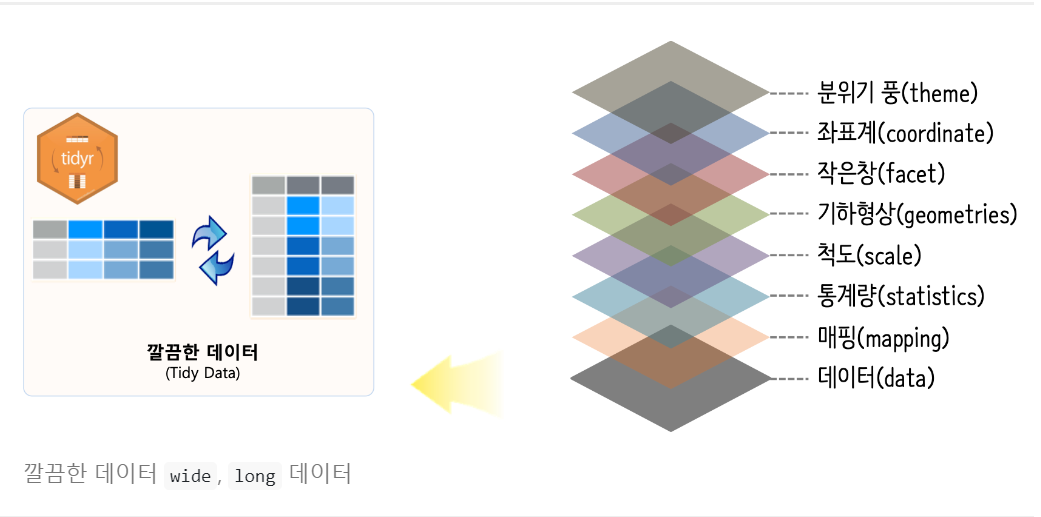 tidyr
깔끔한 데이터
(Tidy Data)
분위기 풍(theme)
좌표계(coordinate)
작은창(facet)
기하형상(geometries)
척도(scale)
통계량(statistics)
매핑(mapping)
데이터(data)
깔끔한 데이터 wide, long 데이터